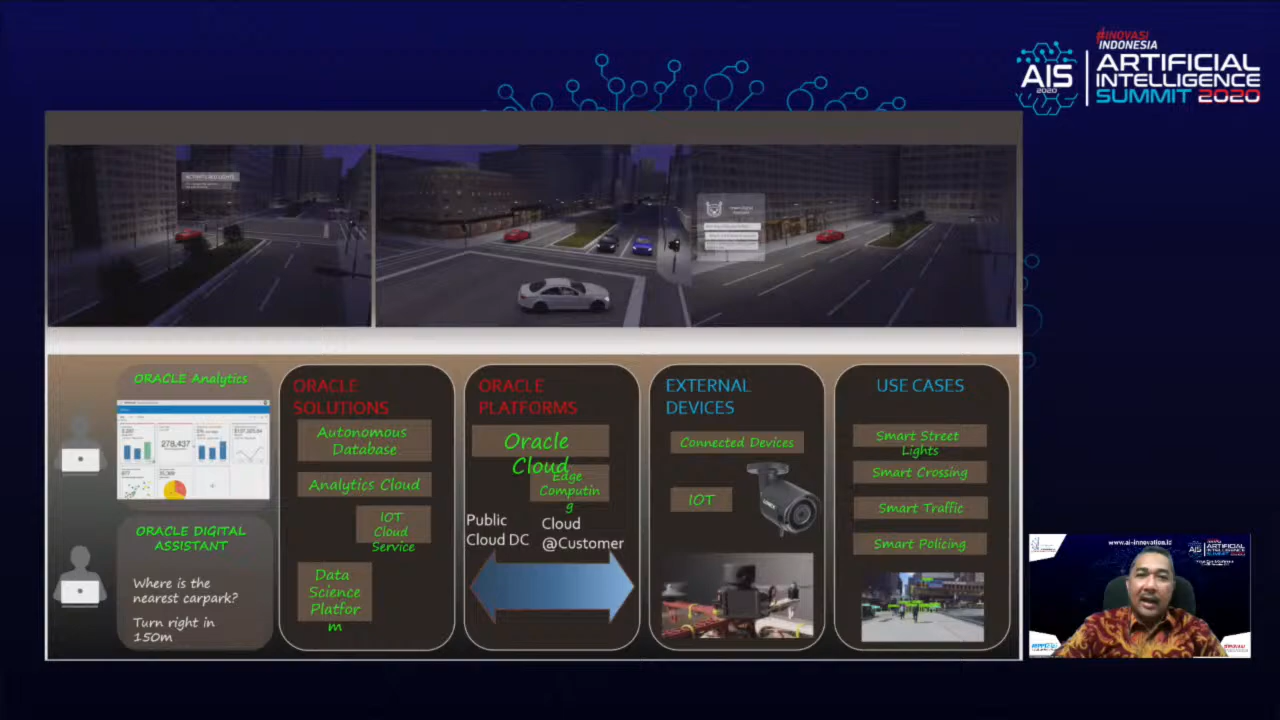 #INOVASI
INDONESIA
AIS
2020
ARTIFICIAL
INTELLIGENCE
SUMMIT 2020
ORACLE Analytics
278,437
ORACLE DIGITAL
ASSISTANT
Where is the
nearest carpark?
Turn right in
150m
ORACLE
SOLUTIONS
Autonomous
Database
Analytics Cloud
IOT
Cloud
Service
Data
Science
Platfor
m
ORACLE
PLATFORMS
Oracle
Cloud
Edge
Computin
g
Public
Cloud DC
Cloud
@Customer
EXTERNAL
DEVICES
Connected Devices
IOT
USE CASES
Smart Street
Lights
Smart Crossing
Smart Traffic
Smart Policing
www.ai-innovation.id